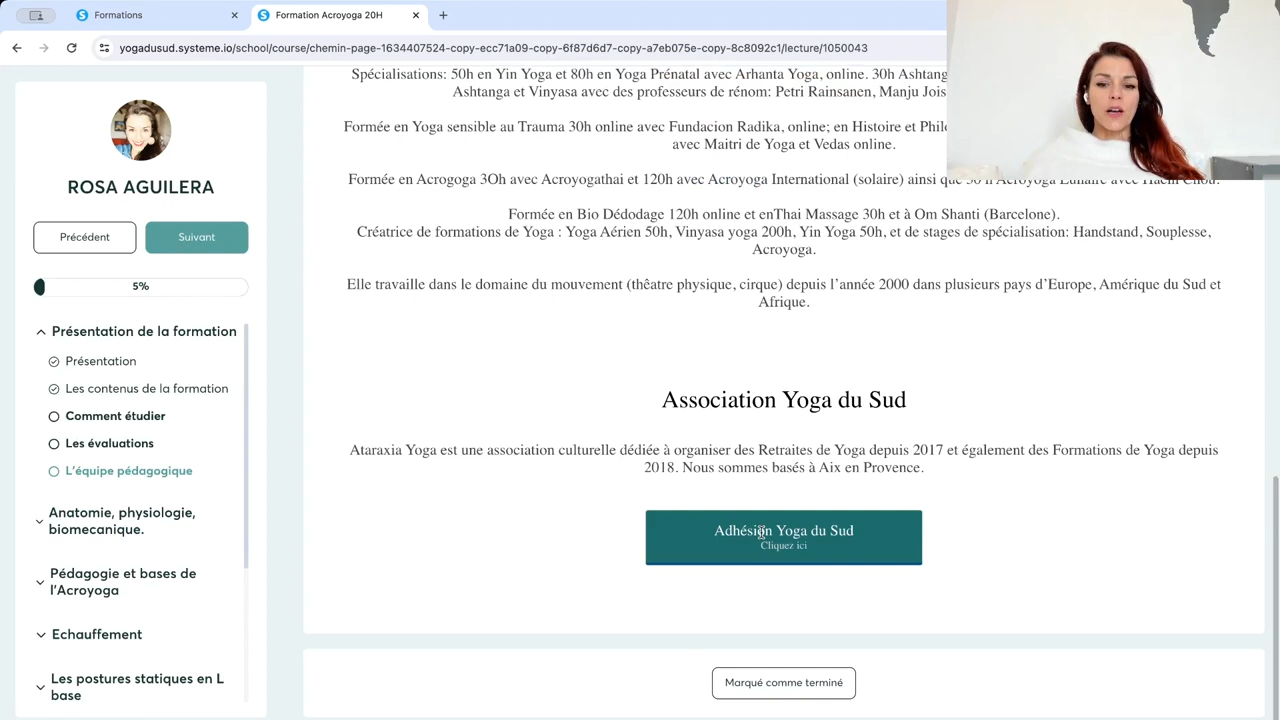 Formations
Formation Acroyoga 20H
yogadusud.systeme.io/school/course/chemin-page-1634407524-copy-ecc71a09-copy-6f87d6d7-copy-a7eb075e-copy-8c8092c1/lecture/1050043
ROSA AGUILERA
Précédent
Suivant
5%
Présentation de la formation
Présentation
Les contenus de la formation
Comment étudier
Les évaluations
L'équipe pédagogique
Anatomie, physiologie,
biomecanique.
Pédagogie et bases de
l'Acroyoga
Echauffement
Les postures statiques en L
base
Spécialisations: 50h en Yin Yoga et 80h en Yoga Prénatal avec Arhanta Yoga, online. 30h Ashtang
Ashtanga et Vinyasa avec des professeurs de rénom: Petri Rainsanen, Manju Jois
Formée en Yoga sensible au Trauma 30h online avec Fundacion Radika, online; en Histoire et Philo
avec Maitri de Yoga et Vedas online.
Formée en Acrogoga 3Oh avec Acroyogathai et 120h avec Acroyoga International (solaire) ainsi que 50 h Acroyoga Lunaire avec Hachi Chou.
Formée en Bio Dédodage 120h online et enThai Massage 30h et à Om Shanti (Barcelone).
Créatrice de formations de Yoga : Yoga Aérien 50h, Vinyasa yoga 200h, Yin Yoga 50h, et de stages de spécialisation: Handstand, Souplesse,
Acroyoga.
Elle travaille dans le domaine du mouvement (thêatre physique, cirque) depuis l'année 2000 dans plusieurs pays d'Europe, Amérique du Sud et
Afrique.
Association Yoga du Sud
Ataraxia Yoga est une association culturelle dédiée à organiser des Retraites de Yoga depuis 2017 et également des Formations de Yoga depuis
2018. Nous sommes basés à Aix en Provence.
Adhésion Yoga du Sud
Cliquez ici
Marqué comme terminé